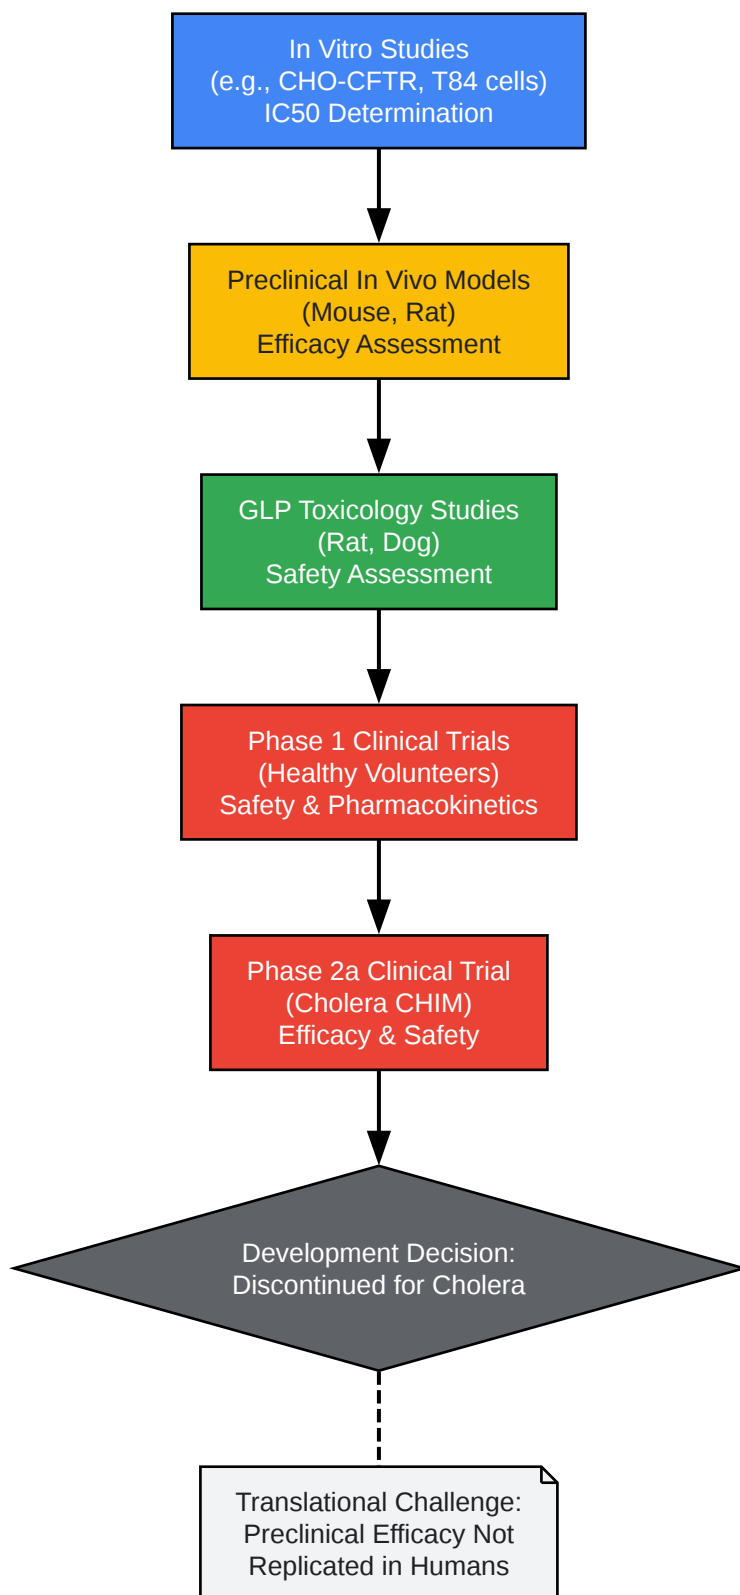 In Vitro Studies
(e.g., CHO-CFTR, T84 cells)
IC50 Determination
Preclinical In Vivo Models
(Mouse, Rat)
Efficacy Assessment
GLP Toxicology Studies
(Rat, Dog)
Safety Assessment
Phase 1 Clinical Trials
(Healthy Volunteers)
Safety & Pharmacokinetics
Phase 2a Clinical Trial
(Cholera CHIM)
Efficacy & Safety
Development Decision:
Discontinued for Cholera
Translational Challenge:
Preclinical Efficacy Not
Replicated in Humans